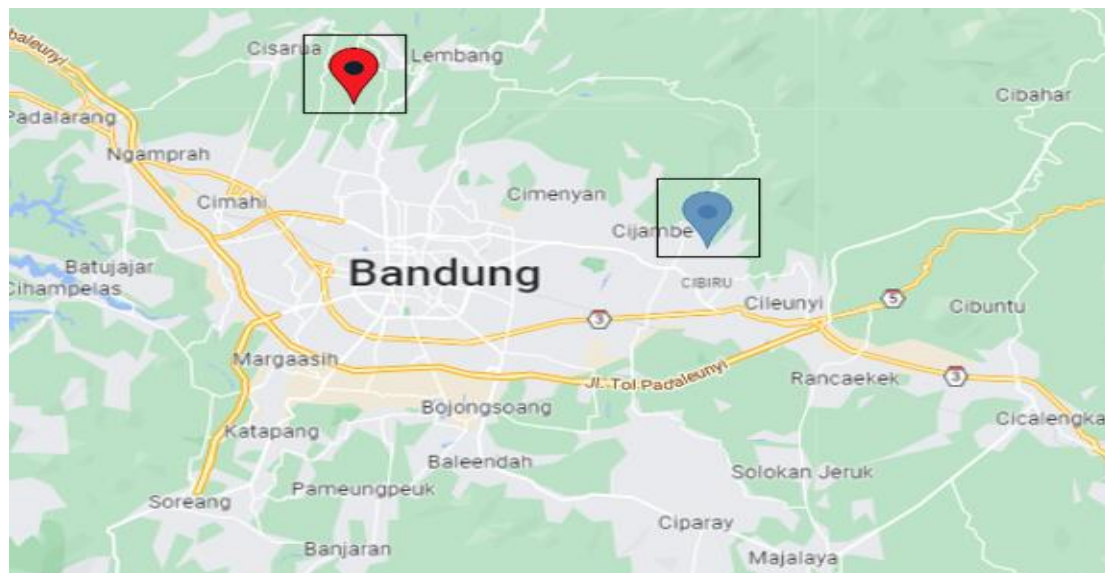 baleunyi
Cisarua
Lembang
Padalarang
Cibahar
Ngamprah
Cimahi
Cimenyan
Cijambe
Batujajar
Bandung
CIBIRU
Cihampelas
Cileunyi
5
Cibuntu
3
Margaasih
JL. Tol Padaleunyi
Rancaekek
3
Bojongsoang
Cicalengka
Katapang
Baleendah
Solokan Jeruk
Pameungpeuk
Soreang
Ciparay
Banjaran
Majalaya